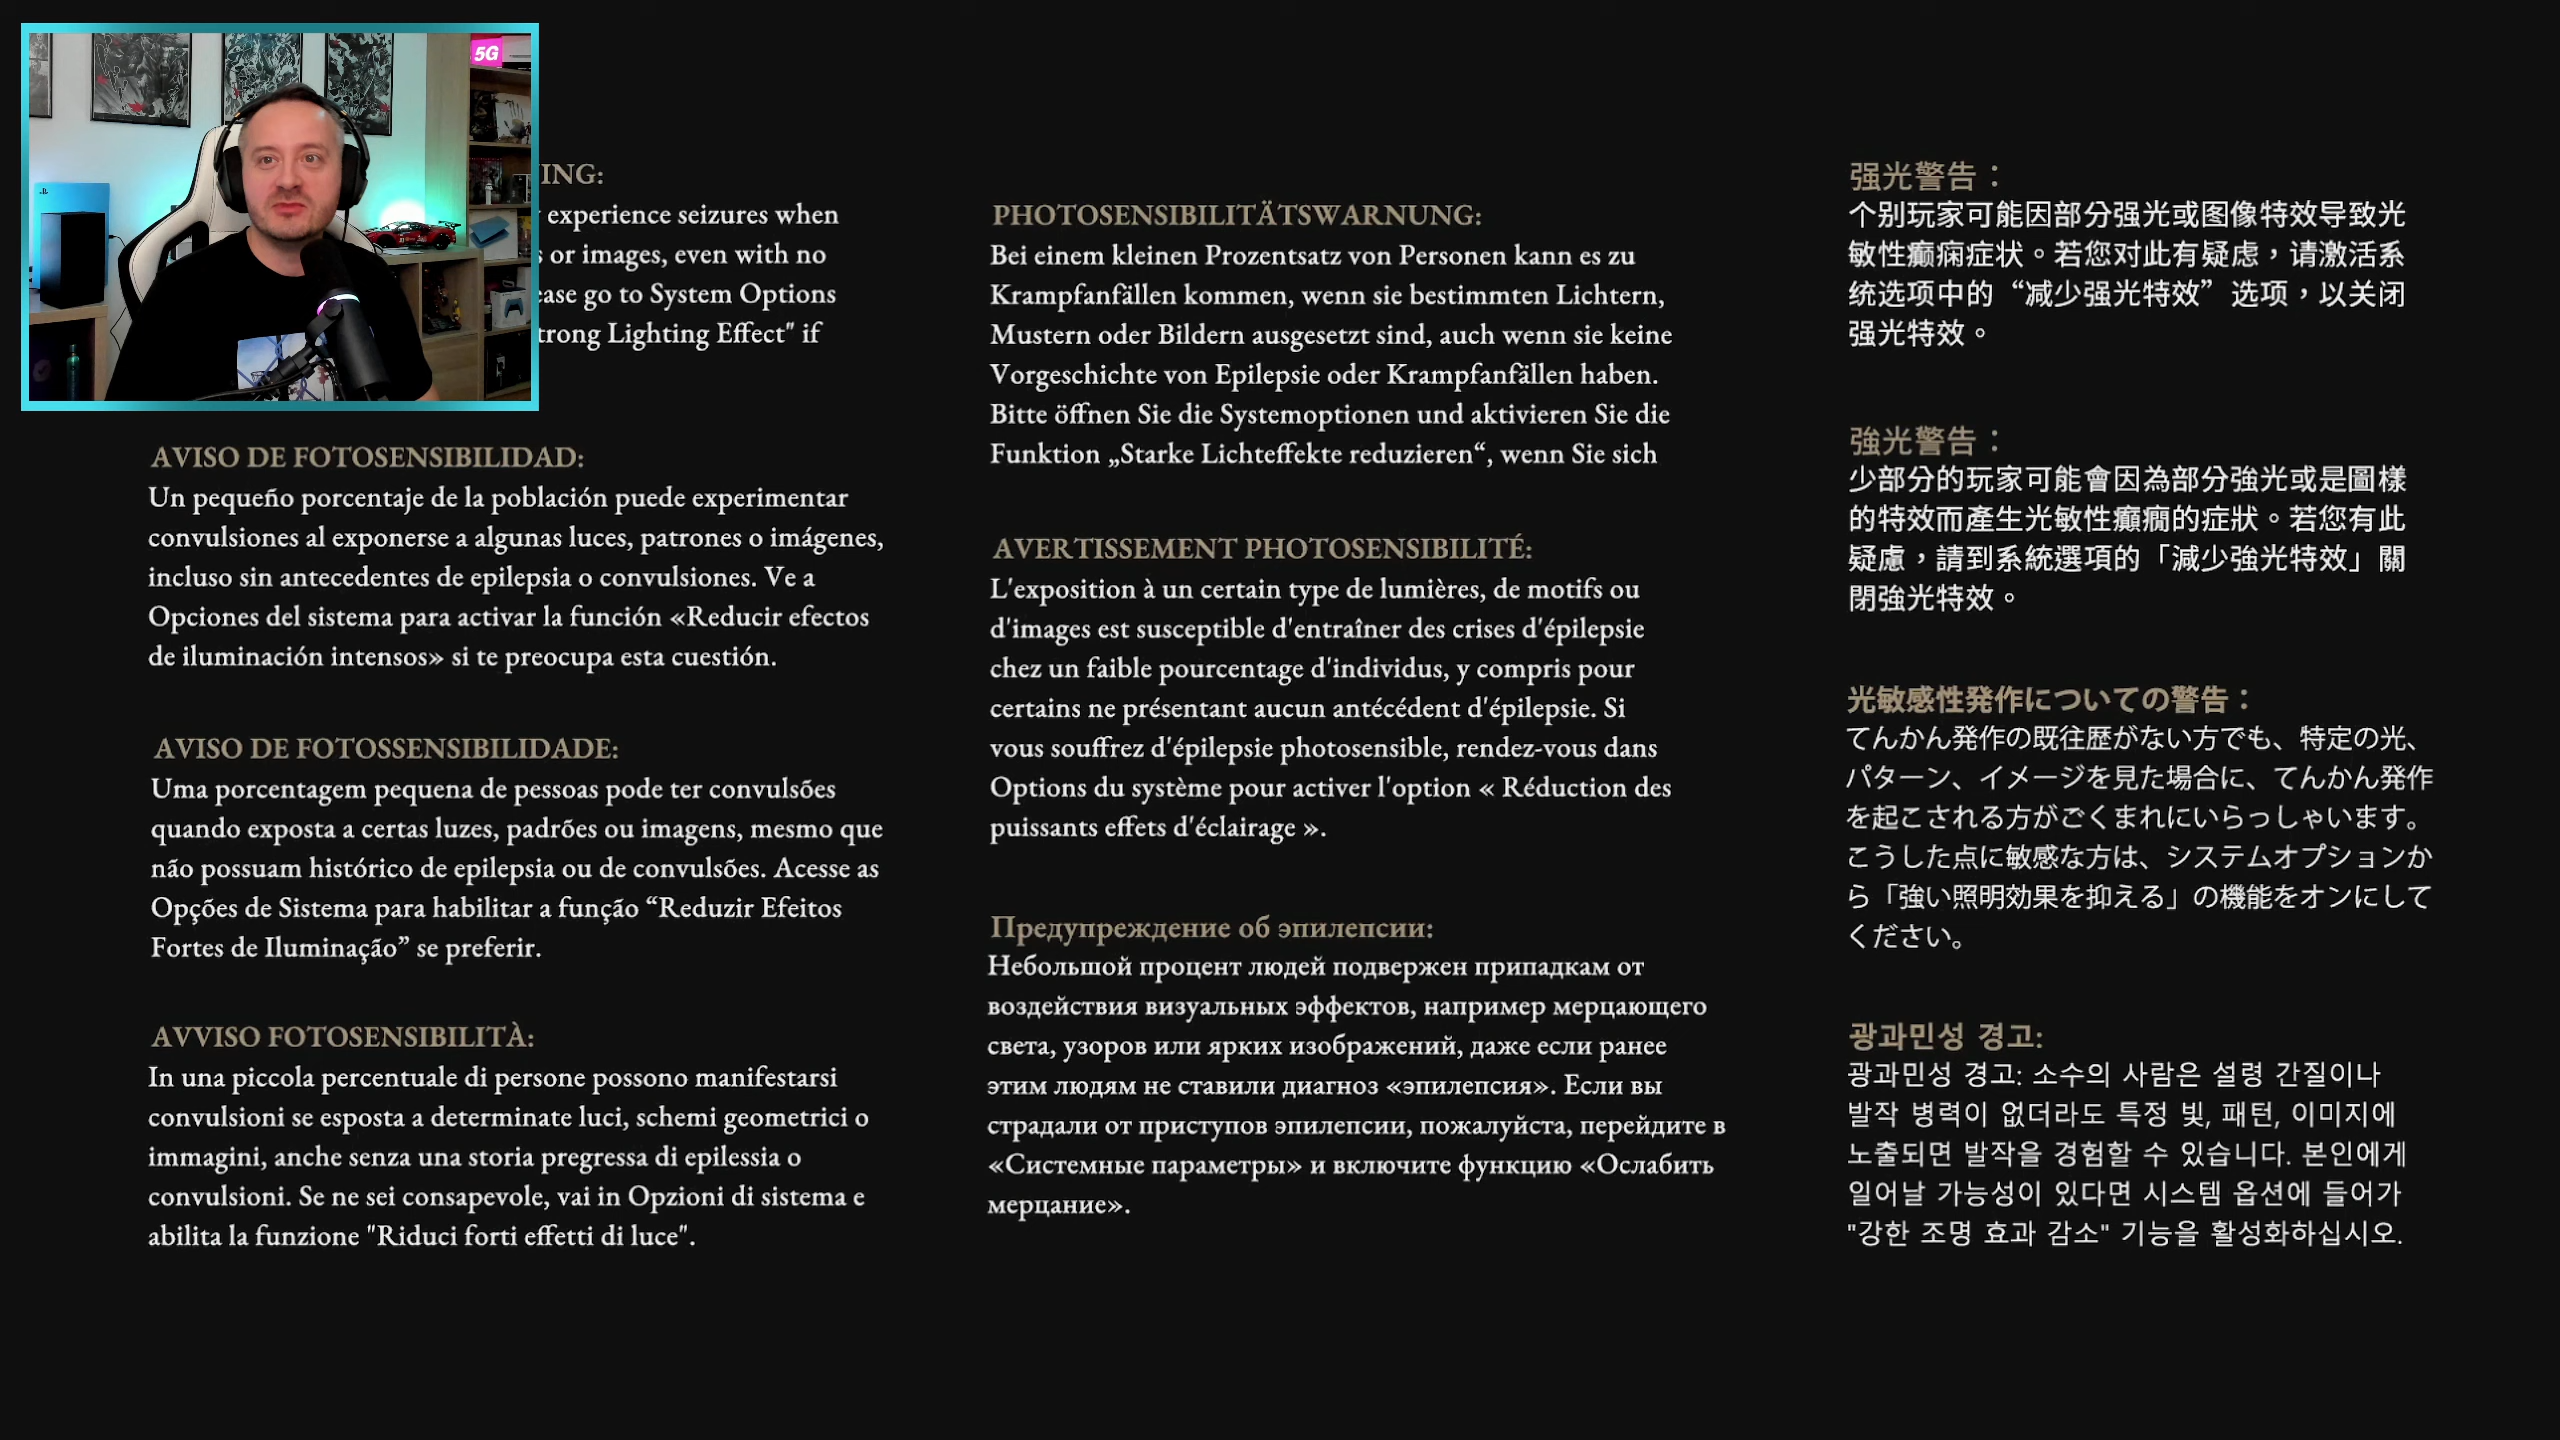 5G
ING:
experience seizures when
s or images, even with no
ease go to System Options
trong Lighting Effect" if
AVISO DE FOTOSENSIBILIDAD:
Un pequeño porcentaje de la población puede experimentar
convulsiones al exponerse a algunas luces, patrones o imágenes,
incluso sin antecedentes de epilepsia o convulsiones. Ve a
Opciones del sistema para activar la función «Reducir efectos
de iluminación intensos» si te preocupa esta cuestión.
AVISO DE FOTOSSENSIBILIDADE:
Uma porcentagem pequena de pessoas pode ter convulsões
quando exposta a certas luzes, padrões ou imagens, mesmo que
não possuam histórico de epilepsia ou de convulsões. Acesse as
Opções de Sistema para habilitar a função “Reduzir Efeitos
Fortes de Iluminação” se preferir.
AVVISO FOTOSENSIBILITÀ:
In una piccola percentuale di persone possono manifestarsi
convulsioni se esposta a determinate luci, schemi geometrici o
immagini, anche senza una storia pregressa di epilessia o
convulsioni. Se ne sei consapevole, vai in Opzioni di sistema e
abilita la funzione "Riduci forti effetti di luce".
PHOTOSENSIBILITÄTSWARNUNG:
Bei einem kleinen Prozentsatz von Personen kann es zu
Krampfanfällen kommen, wenn sie bestimmten Lichtern,
Mustern oder Bildern ausgesetzt sind, auch wenn sie keine
Vorgeschichte von Epilepsie oder Krampfanfällen haben.
Bitte öffnen Sie die Systemoptionen und aktivieren Sie die
Funktion „Starke Lichteffekte reduzieren“, wenn Sie sich
AVERTISSEMENT PHOTOSENSIBILITÉ:
L'exposition à un certain type de lumières, de motifs ou
d'images est susceptible d'entraîner des crises d'épilepsie
chez un faible pourcentage d'individus, y compris pour
certains ne présentant aucun antécédent d'épilepsie. Si
vous souffrez d'épilepsie photosensible, rendez-vous dans
Options du système pour activer l'option « Réduction des
puissants effets d'éclairage ».
Предупреждение об эпилепсии:
Небольшой процент людей подвержен припадкам от
воздействия визуальных эффектов, например мерцающего
света, узоров или ярких изображений, даже если ранее
этим людям не ставили диагноз «эпилепсия». Если вы
страдали от приступов эпилепсии, пожалуйста, перейдите в
«Системные параметры» и включите функцию «Ослабить
мерцание».
强光警告：
个别玩家可能因部分强光或图像特效导致光
敏性癫痫症状。若您对此有疑虑，请激活系
统选项中的“减少强光特效”选项，以关闭
强光特效。
強光警告：
少部分的玩家可能會因為部分強光或是圖樣
的特效而產生光敏性癲癇的症狀。若您有此
疑慮，請到系統選項的「減少強光特效」關
閉強光特效。
光敏感性発作についての警告：
てんかん発作の既往歴がない方でも、特定の光、
パターン、イメージを見た場合に、てんかん発作
を起こされる方がごくまれにいらっしゃいます。
こうした点に敏感な方は、システムオプションか
ら「強い照明効果を抑える」の機能をオンにして
ください。
광과민성 경고:
광과민성 경고: 소수의 사람은 설령 간질이나
발작 병력이 없더라도 특정 빛, 패턴, 이미지에
노출되면 발작을 경험할 수 있습니다. 본인에게
일어날 가능성이 있다면 시스템 옵션에 들어가
"강한 조명 효과 감소" 기능을 활성화하십시오.